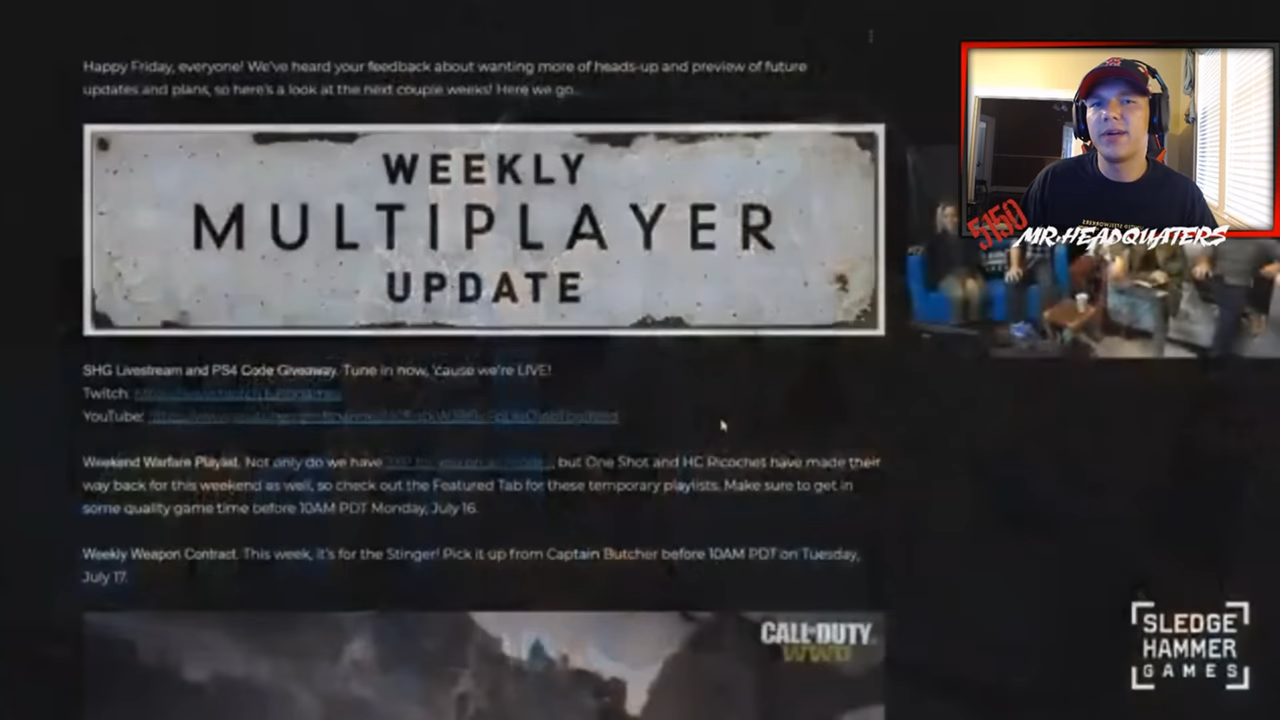 Happy Friday, everyone! We've heard your feedback about wanting more of heads-up and preview of future
updates and plans, so here's a look at the next couple weeks! Here we go...
WEEKLY
MULTIPLAYER
UPDATE
SHG Livestream and PS4 Code Giveaway. Tune in now, 'cause we're LIVE!
Twitch:
YouTube:
Weekend Warfare Playlist. Not only do we have , but One Shot and HC Ricochet have made their
way back for this weekend as well, so check out the Featured Tab for these temporary playlists. Make sure to get in
some quality game time before 10AM PDT Monday, July 16.
Weekly Weapon Contract. This week, it's for the Stinger! Pick it up from Captain Butcher before 10AM PDT on Tuesday,
July 17.
CALL OF DUTY
WWII
5150
MR.HEADQUATERS
SLEDGE
HAMMER
GAMES